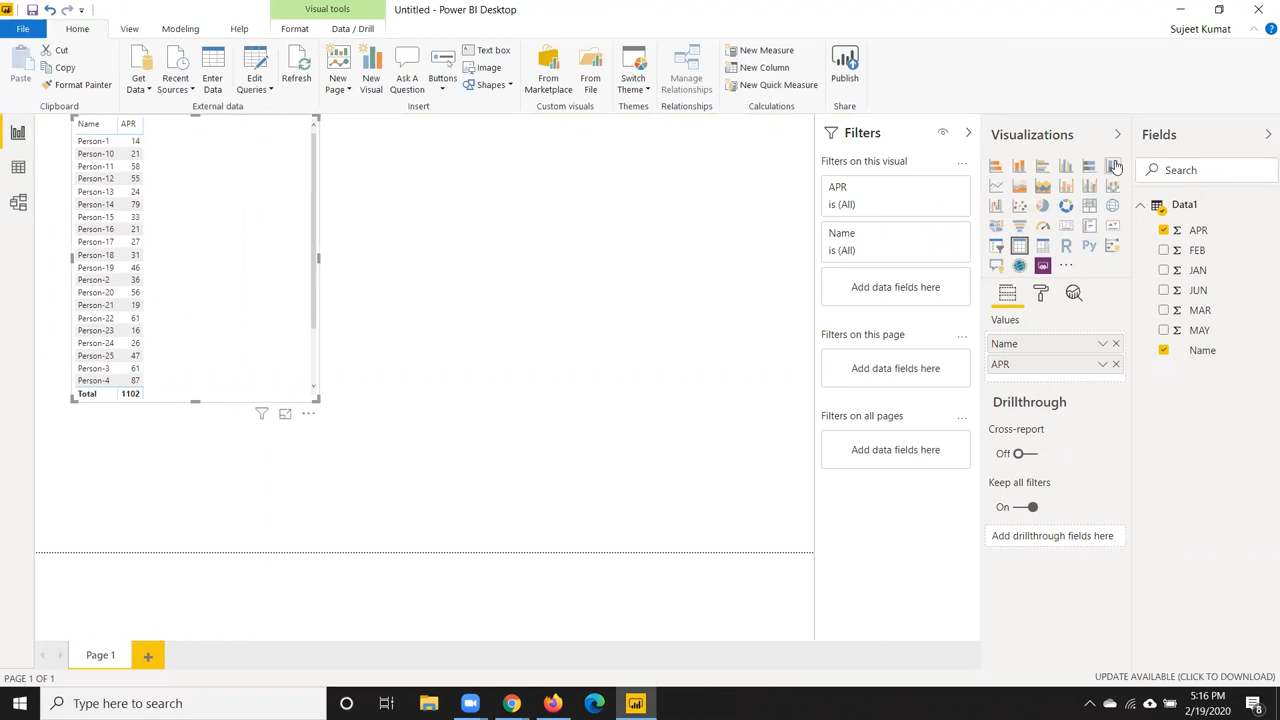 Visual tools
Untitled - Power BI Desktop
File
Home
View
Modeling
Help
Format
Data / Drill
Sujeet Kumat
Paste
Cut
Copy
Format Painter
Clipboard
Get Data
Recent Sources
Enter Data
Edit Queries
Refresh
External data
New Page
New Visual
Ask A Question
Buttons
Text box
Image
Shapes
Insert
From Marketplace
From File
Custom visuals
Switch Theme
Themes
Manage Relationships
Relationships
New Measure
New Column
New Quick Measure
Calculations
Publish
Share
Name APR
Person-1 14
Person-10 21
Person-11 58
Person-12 55
Person-13 24
Person-14 79
Person-15 33
Person-16 21
Person-17 27
Person-18 31
Person-19 46
Person-2 36
Person-20 56
Person-21 19
Person-22 61
Person-23 16
Person-24 26
Person-25 47
Person-3 61
Person-4 87
Total 1102
Filters
Filters on this visual
APR
is (All)
Name
is (All)
Add data fields here
Filters on this page
Add data fields here
Filters on all pages
Add data fields here
Visualizations
R
Py
Values
Name
APR
Drillthrough
Cross-report
Off
Keep all filters
On
Add drillthrough fields here
Fields
Search
Data1
APR
FEB
JAN
JUN
MAR
MAY
Name
Page 1
PAGE 1 OF 1
UPDATE AVAILABLE (CLICK TO DOWNLOAD)
Type here to search
5:16 PM
2/19/2020
8